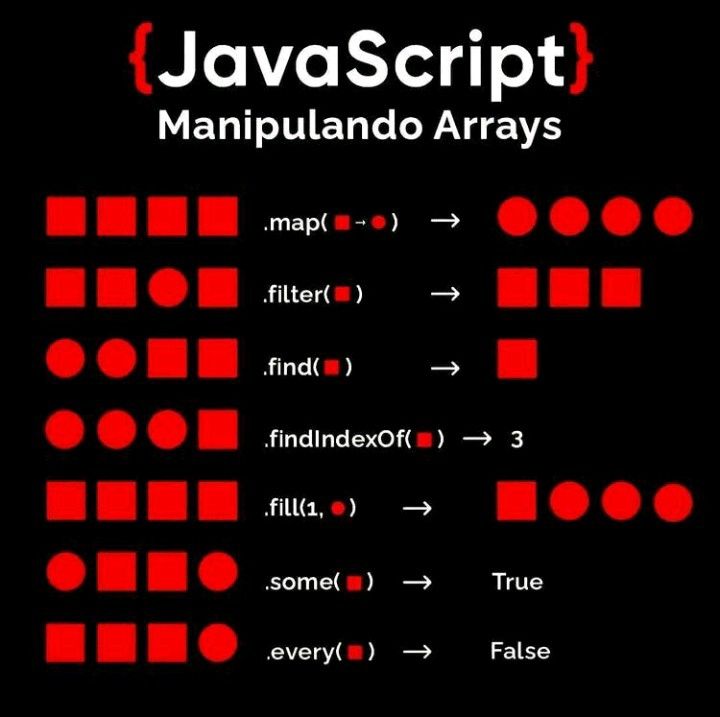 {JavaScript}
Manipulando Arrays
.map( → ) →
.filter( ) →
.find( ) →
.findIndexOf( ) → 3
.fill(1, ) →
.some( ) → True
.every( ) → False